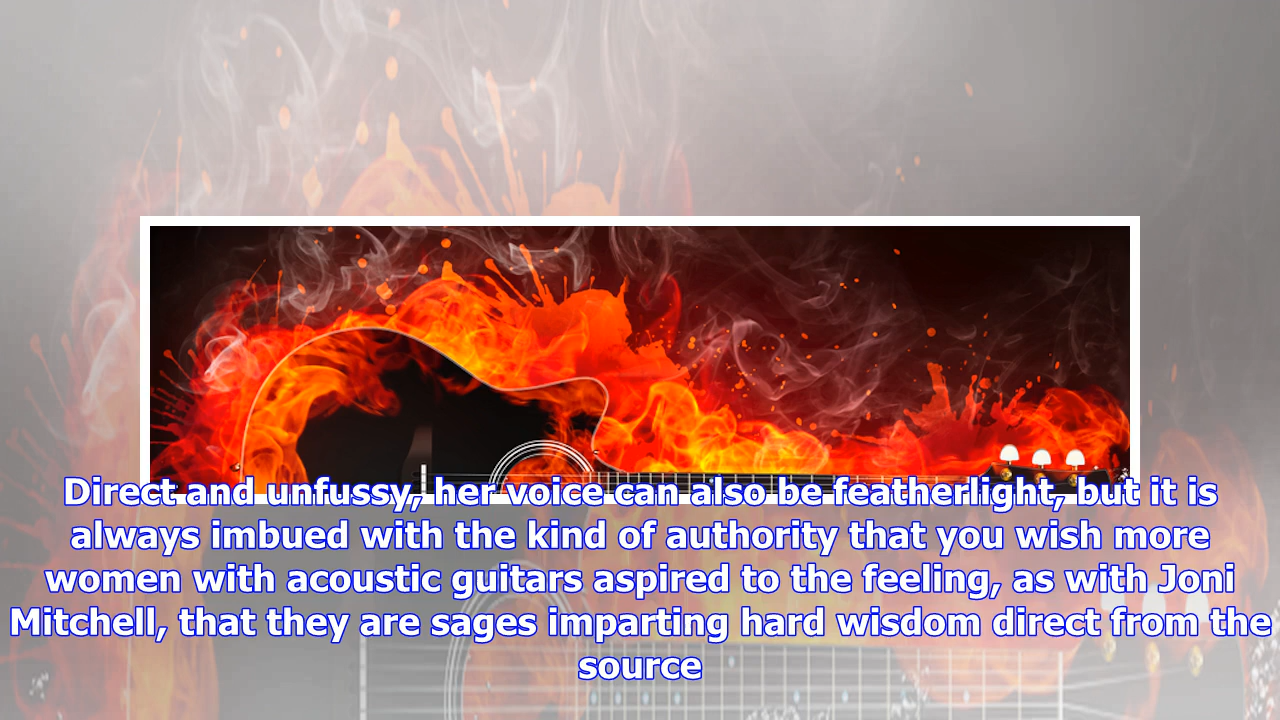 Direct and unfussy, her voice can also be featherlight, but it is
always imbued with the kind of authority that you wish more
women with acoustic guitars aspired to the feeling, as with Joni
Mitchell, that they are sages imparting hard wisdom direct from the
source